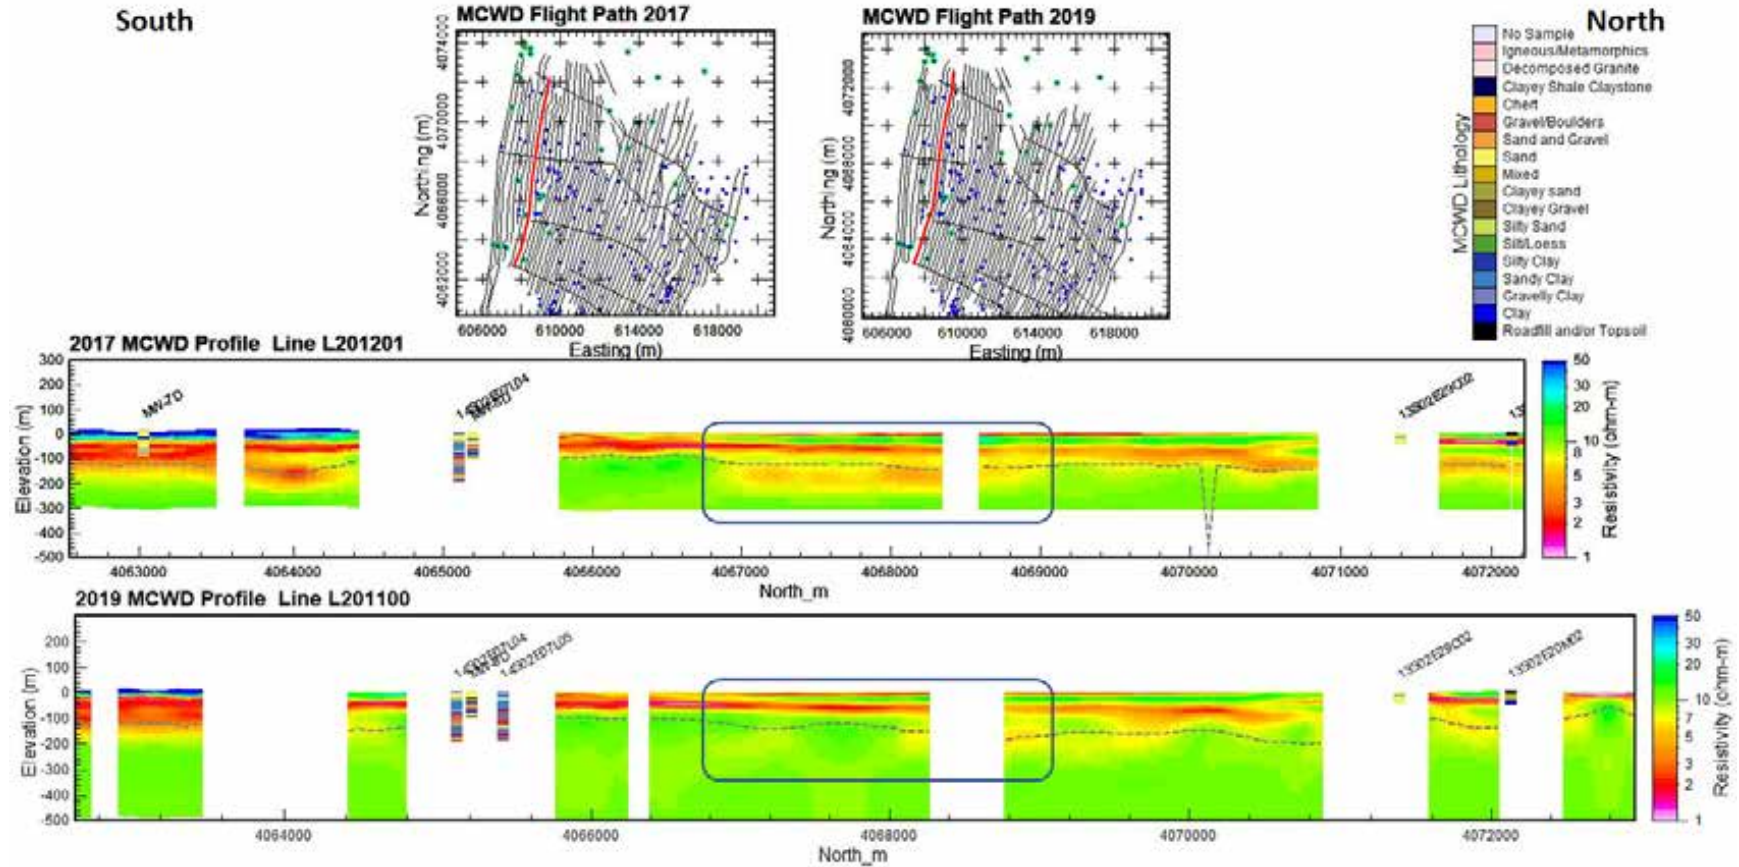 South
MCWD Flight Path 2017
MCWD Flight Path 2019
North
4074000
4070000
4066000
4062000
Northing (m)
606000 610000 614000 618000
Easting (m)
4072000
4068000
4064000
4060000
Northing (m)
606000 610000 614000 618000
Easting (m)
MCWD Lithology
No Sample
Igneous/Metamorphics
Decomposed Granite
Clayey Shale Claystone
Chert
Gravel/Boulders
Sand and Gravel
Sand
Mixed
Clayey sand
Clayey Gravel
Silty Sand
Silt/Loess
Silty Clay
Sandy Clay
Gravelly Clay
Clay
Roadfill and/or Topsoil
2017 MCWD Profile Line L201201
Elevation (m)
300
200
100
0
-100
-200
-300
-400
-500
4063000 4064000 4065000 4066000 4067000 4068000 4069000 4070000 4071000 4072000
North_m
50
30
20
10
7
5
3
2
1
Resistivity (ohm-m)
2019 MCWD Profile Line L201100
Elevation (m)
200
100
0
-100
-200
-300
-400
-500
14S02E07L05
13S02E20M02
4064000 4066000 4068000 4070000 4072000
North_m
50
30
20
10
7
5
3
2
1
Resistivity (ohm-m)